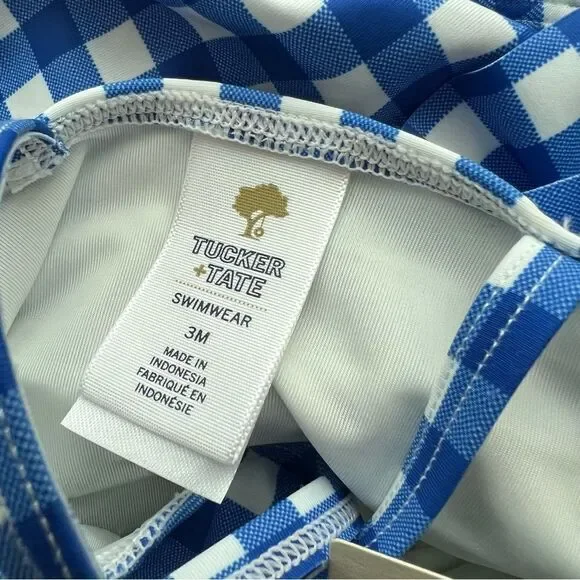 TUCKER
+TATE
SWIMWEAR
3M
MADE IN
INDONESIA
FABRIQUÉ EN
INDONÉSIE